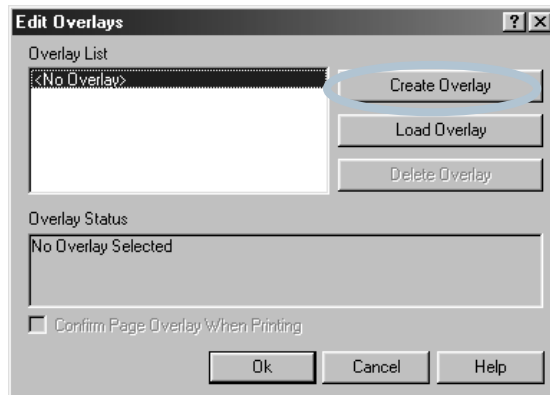 Edit Overlays
Overlay List
<No Overlay>
Create Overlay
Load Overlay
Delete Overlay
Overlay Status
No Overlay Selected
Confirm Page Overlay When Printing
Ok Cancel Help